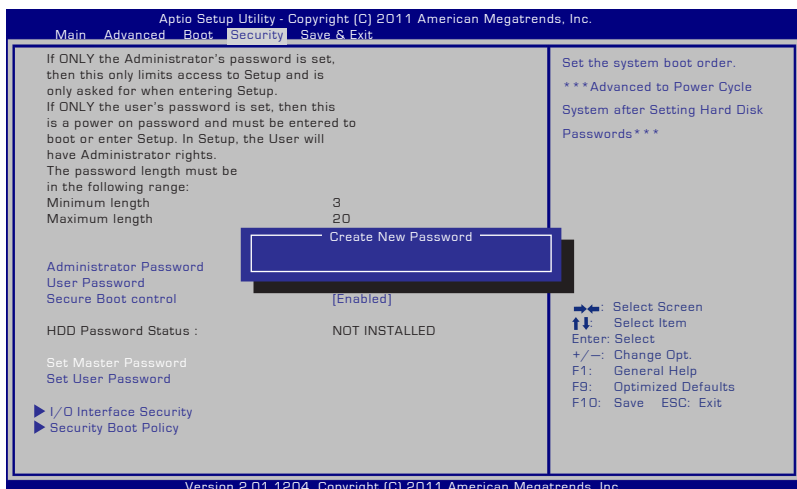 Aptio Setup Utility - Copyright (C) 2011 American Megatrends, Inc.
Main Advanced Boot Security Save & Exit
If ONLY the Administrator's password is set,
then this only limits access to Setup and is
only asked for when entering Setup.
If ONLY the user's password is set, then this
is a power on password and must be entered to
boot or enter Setup. In Setup, the User will
have Administrator rights.
The password length must be
in the following range:
Minimum length 3
Maximum length 20
Create New Password
Administrator Password
User Password
Secure Boot control [Enabled]
HDD Password Status : NOT INSTALLED
Set Master Password
Set User Password
I/O Interface Security
Security Boot Policy
Set the system boot order.
***Advanced to Power Cycle
System after Setting Hard Disk
Passwords***
→←: Select Screen
↑↓: Select Item
Enter: Select
+/—: Change Opt.
F1: General Help
F9: Optimized Defaults
F10: Save ESC: Exit
Version 2.01.1204. Copyright (C) 2011 American Megatrends, Inc.